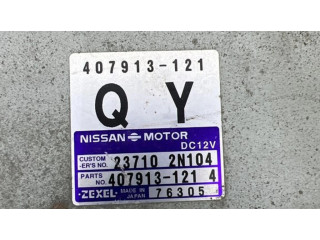 407913-121
Q Y
NISSAN MOTOR
DC12V
CUSTOM
-ER'S NO. 23710 2N104
PARTS
NO. 407913-121 4
ZEXEL MADE IN
JAPAN 76305